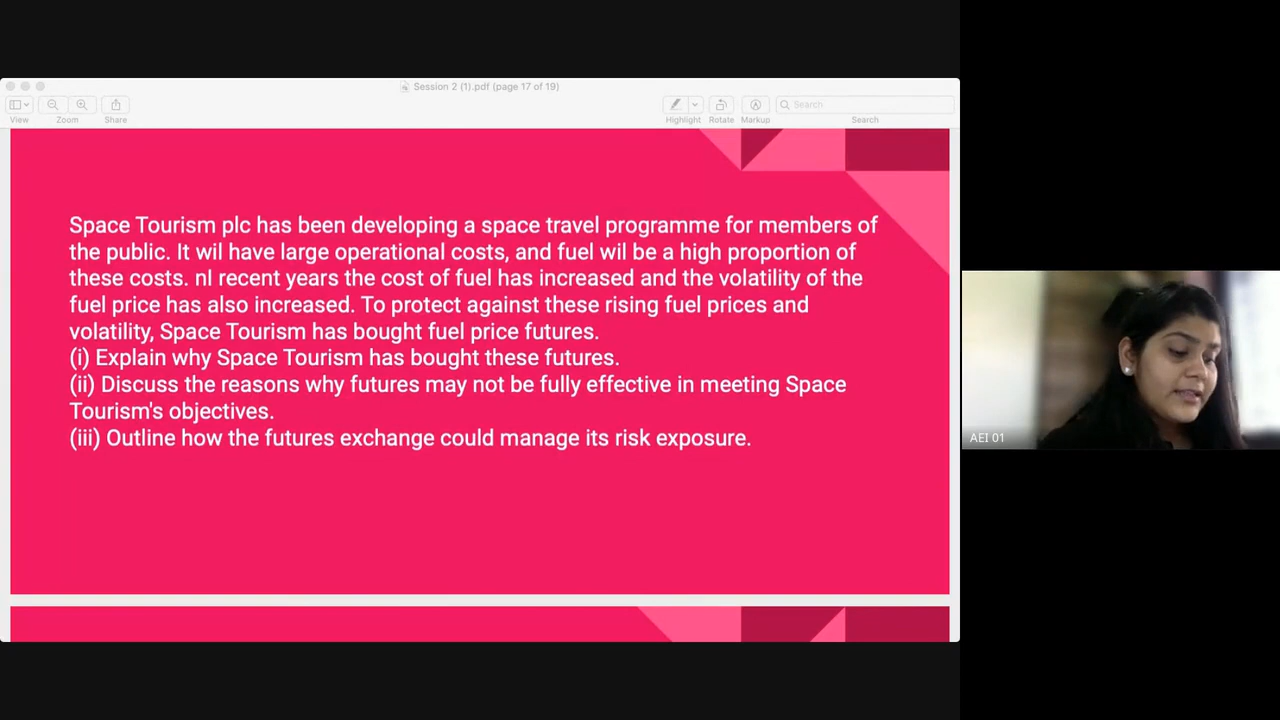 Session 2 (1).pdf (page 17 of 19)
View
Zoom
Share
Highlight
Rotate
Markup
Search
Search
Space Tourism plc has been developing a space travel programme for members of
the public. It wil have large operational costs, and fuel wil be a high proportion of
these costs. nl recent years the cost of fuel has increased and the volatility of the
fuel price has also increased. To protect against these rising fuel prices and
volatility, Space Tourism has bought fuel price futures.
(i) Explain why Space Tourism has bought these futures.
(ii) Discuss the reasons why futures may not be fully effective in meeting Space
Tourism's objectives.
(iii) Outline how the futures exchange could manage its risk exposure.
AEI 01